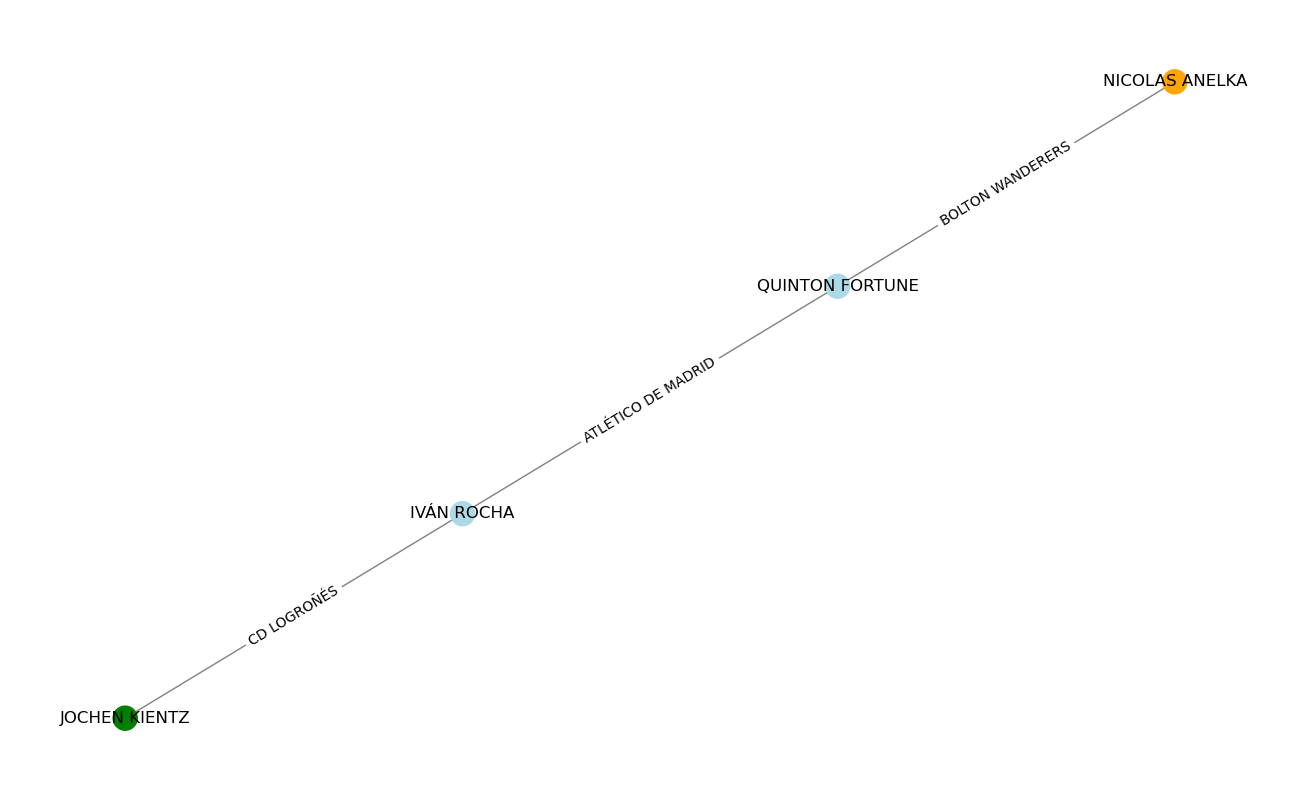 NICOLAS ANELKA
BOLTON WANDERERS
QUINTON FORTUNE
ATLÉTICO DE MADRID
IVÁN ROCHA
CD LOGROÑÉS
JOCHEN KIENTZ